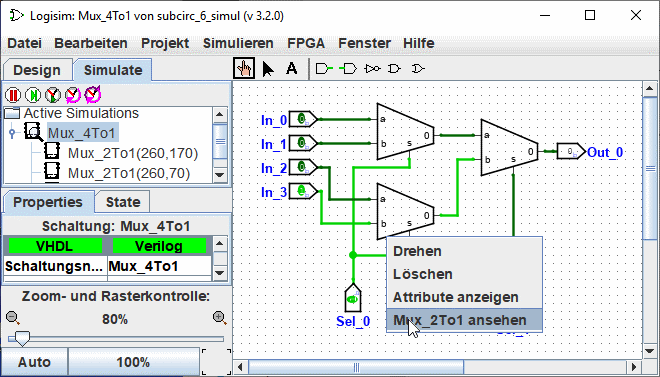 Logisim: Mux_4To1 von subcirc_6_simul (v 3.2.0)
Datei Bearbeiten Projekt Simulieren FPGA Fenster Hilfe
Design Simulate
A
Active Simulations
Mux_4To1
Mux_2To1(260,170)
Mux_2To1(260,70)
Properties State
Schaltung: Mux_4To1
VHDL Verilog
Schaltungsn... Mux_4To1
Zoom- und Rasterkontrolle:
80%
Auto 100%
In_0
In_1
In_2
In_3
a
b
s
0
a
b
s
0
a
b
s
0
Out_0
Sel_0
Drehen
Löschen
Attribute anzeigen
Mux_2To1 ansehen